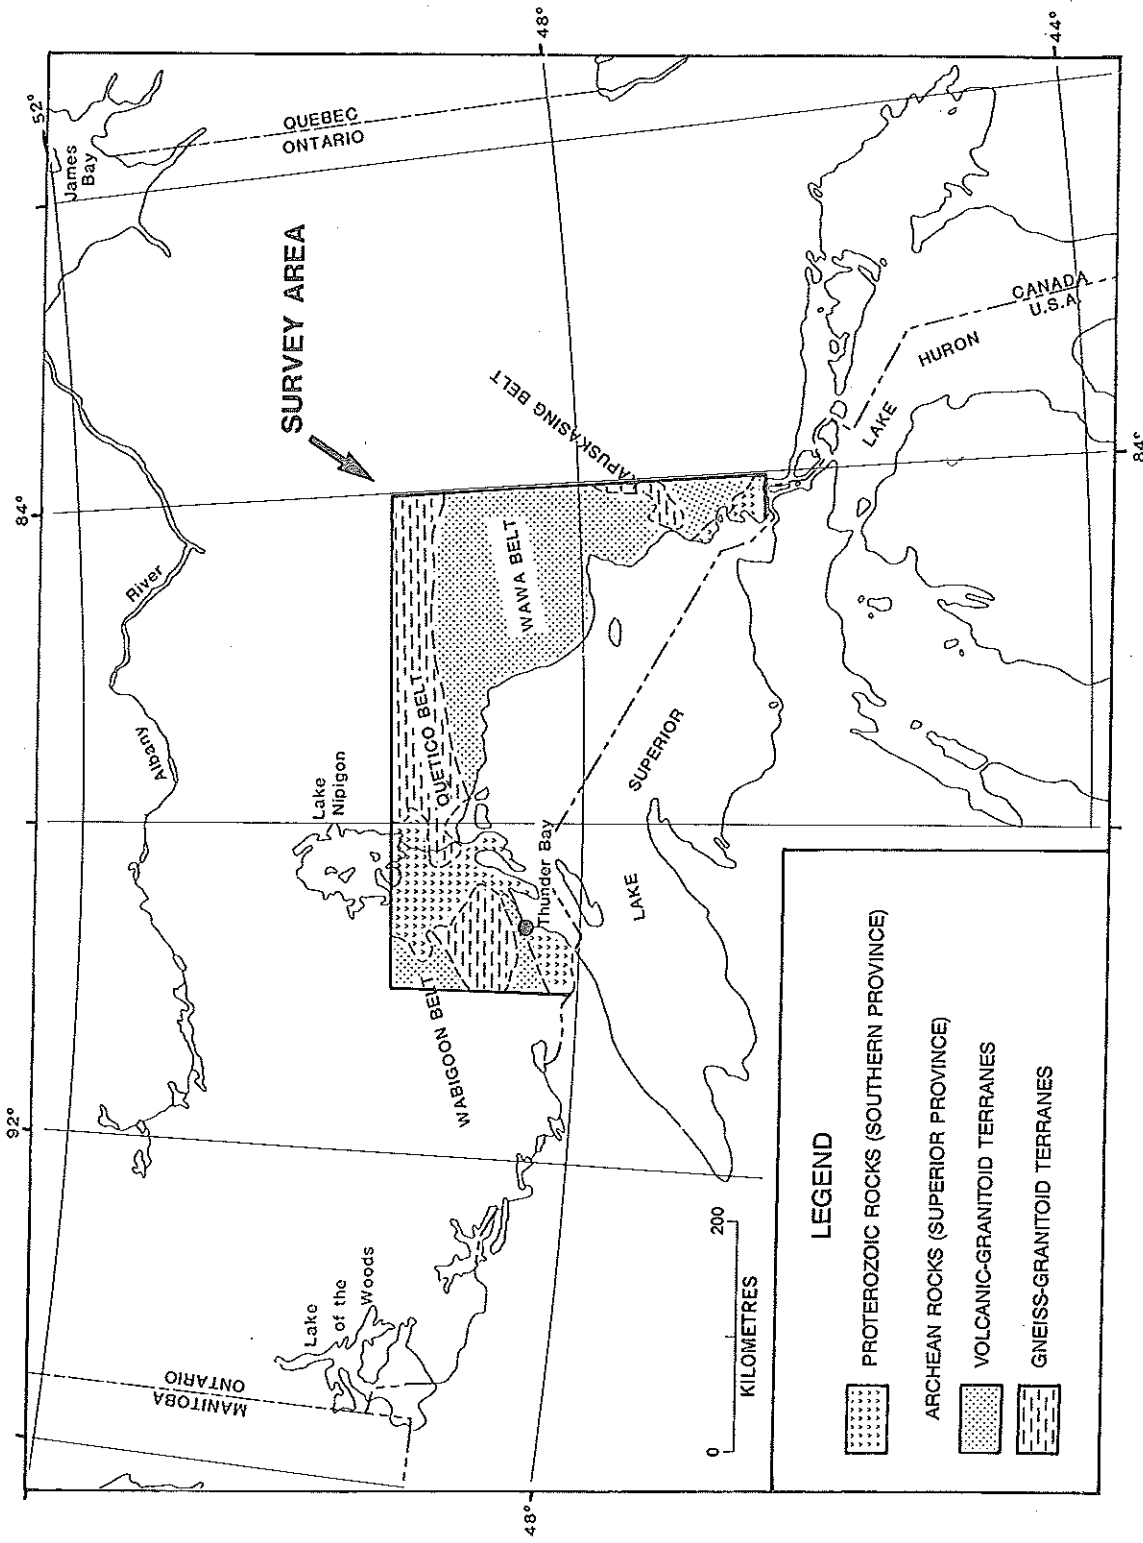 52°
48°
44°
James
Bay
QUEBEC
ONTARIO
SURVEY AREA
CANADA
U.S.A.
HURON
LAKE
KAPUSKASING BELT
84°
84°
River
Albany
WAWA BELT
QUETICO BELT
Lake
Nipigon
SUPERIOR
LAKE
Thunder Bay
WABIGOON BELT
92°
Lake
of the
Woods
MANITOBA
ONTARIO
48°
0
200
KILOMETRES
LEGEND
PROTEROZOIC ROCKS (SOUTHERN PROVINCE)
ARCHEAN ROCKS (SUPERIOR PROVINCE)
VOLCANIC-GRANITOID TERRANES
GNEISS-GRANITOID TERRANES